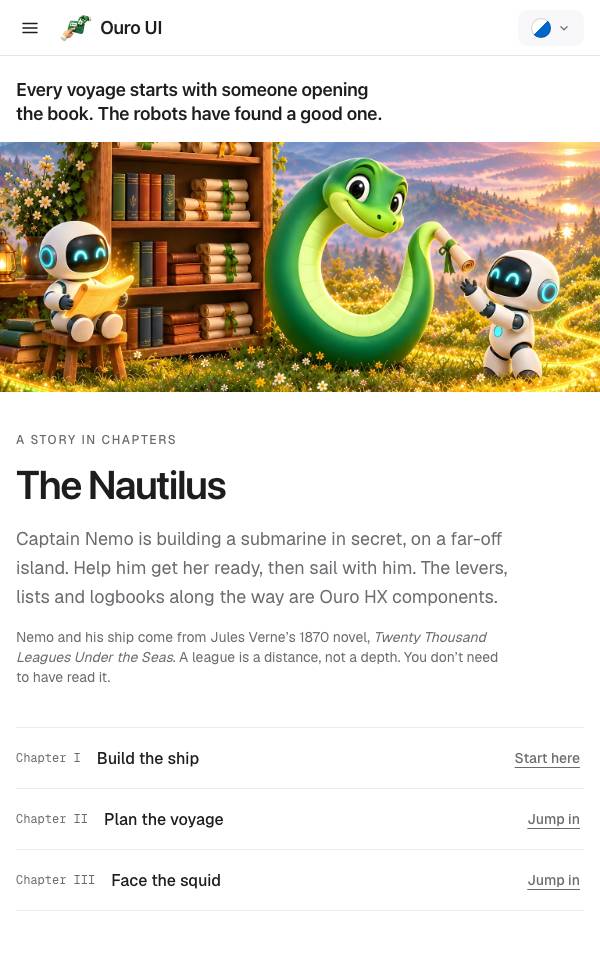 Ouro UI
Every voyage starts with someone opening
the book. The robots have found a good one.
A STORY IN CHAPTERS
The Nautilus
Captain Nemo is building a submarine in secret, on a far-off
island. Help him get her ready, then sail with him. The levers,
lists and logbooks along the way are Ouro HX components.
Nemo and his ship come from Jules Verne’s 1870 novel, Twenty Thousand
Leagues Under the Seas. A league is a distance, not a depth. You don’t need
to have read it.
Chapter I Build the ship Start here
Chapter II Plan the voyage Jump in
Chapter III Face the squid Jump in